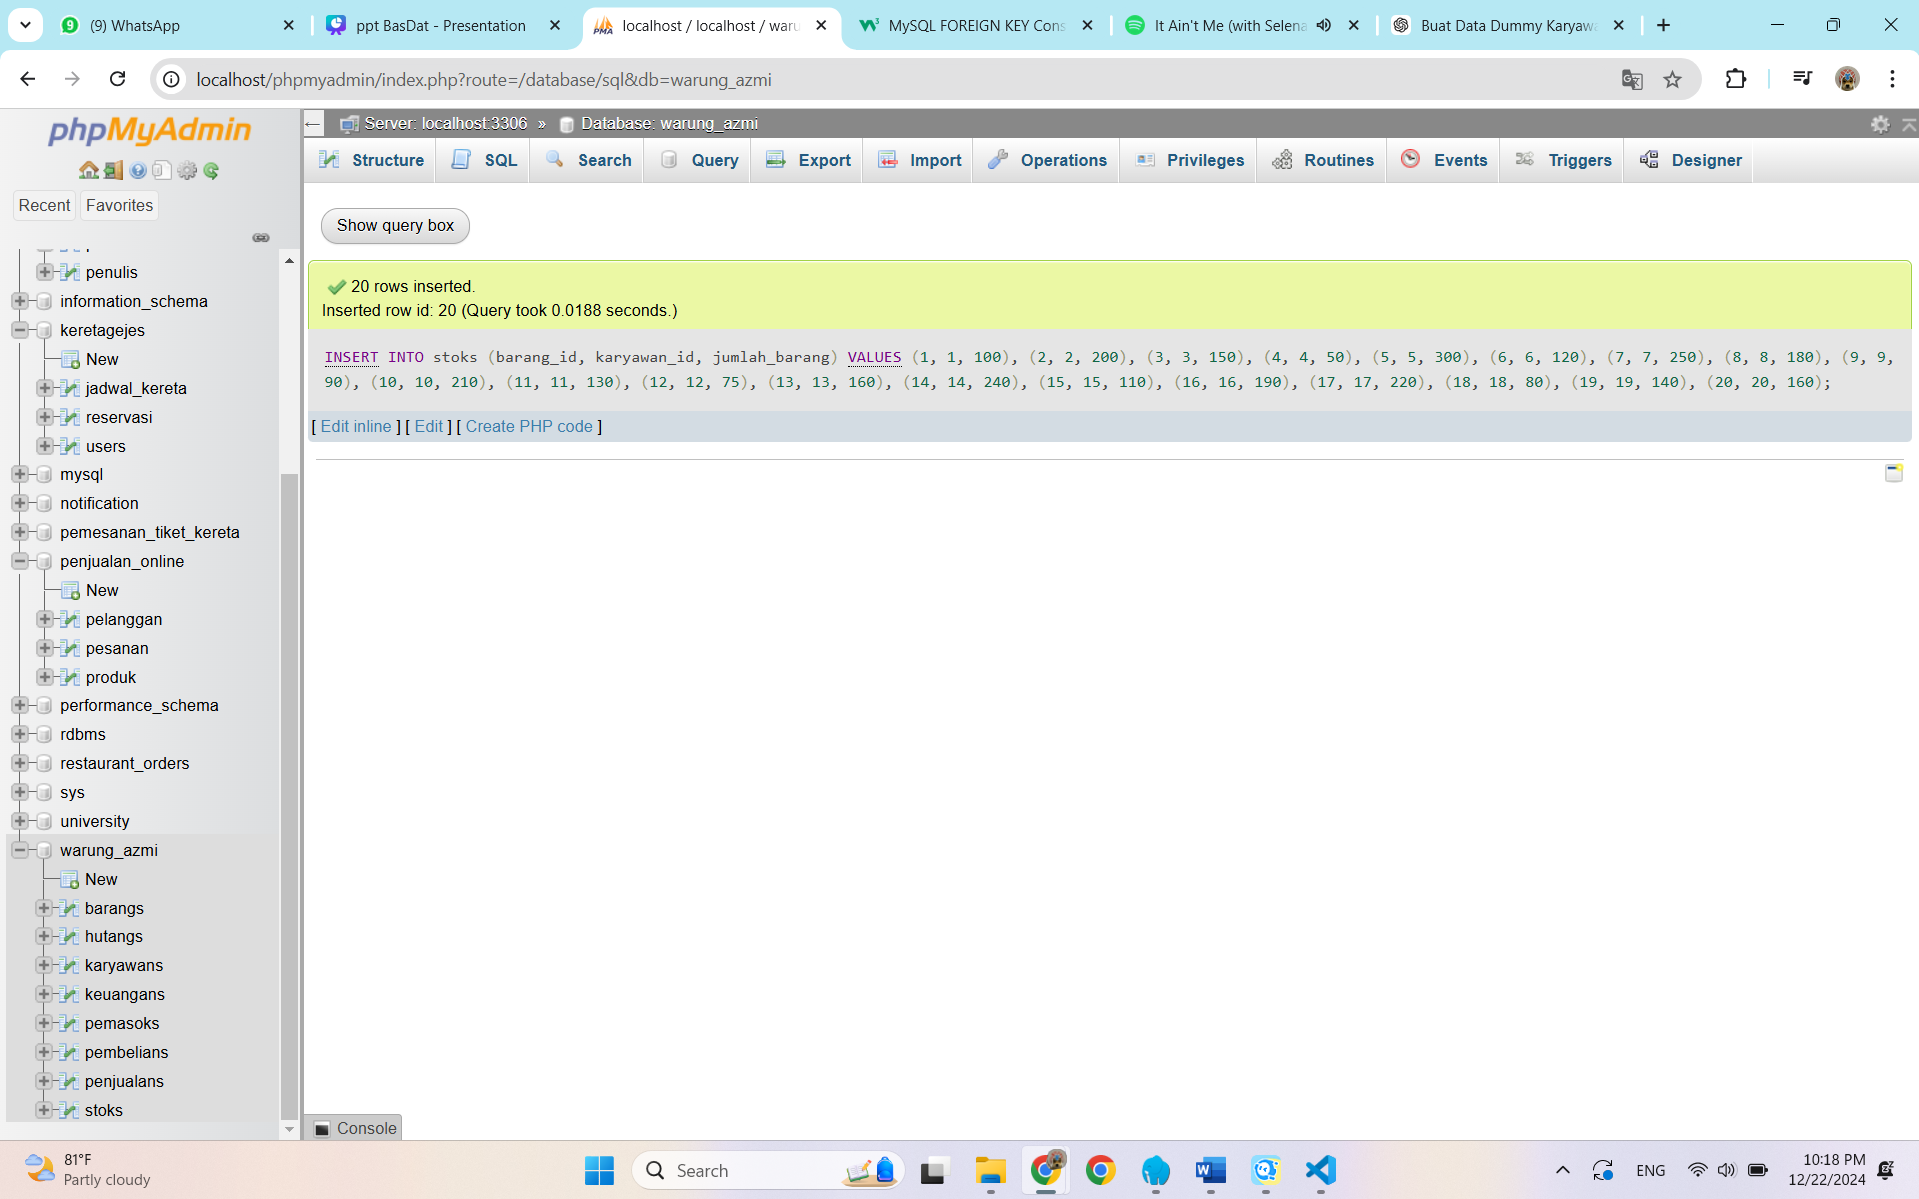 (9) WhatsApp
ppt BasDat - Presentation
localhost / localhost / waru
MySQL FOREIGN KEY Cons
It Ain't Me (with Selena
Buat Data Dummy Karyaw
localhost/phpmyadmin/index.php?route=/database/sql&db=warung_azmi
phpMyAdmin
Recent
Favorites
penulis
information_schema
keretagejes
New
jadwal_kereta
reservasi
users
mysql
notification
pemesanan_tiket_kereta
penjualan_online
New
pelanggan
pesanan
produk
performance_schema
rdbms
restaurant_orders
sys
university
warung_azmi
New
barangs
hutangs
karyawans
keuangans
pemasoks
pembelians
penjualans
stoks
Server: localhost:3306 » Database: warung_azmi
Structure SQL Search Query Export Import Operations Privileges Routines Events Triggers Designer
Show query box
20 rows inserted.
Inserted row id: 20 (Query took 0.0188 seconds.)
INSERT INTO stoks (barang_id, karyawan_id, jumlah_barang) VALUES (1, 1, 100), (2, 2, 200), (3, 3, 150), (4, 4, 50), (5, 5, 300), (6, 6, 120), (7, 7, 250), (8, 8, 180), (9, 9,
90), (10, 10, 210), (11, 11, 130), (12, 12, 75), (13, 13, 160), (14, 14, 240), (15, 15, 110), (16, 16, 190), (17, 17, 220), (18, 18, 80), (19, 19, 140), (20, 20, 160);
[ Edit inline ] [ Edit ] [ Create PHP code ]
Console
81°F
Partly cloudy
Search
ENG
10:18 PM
12/22/2024